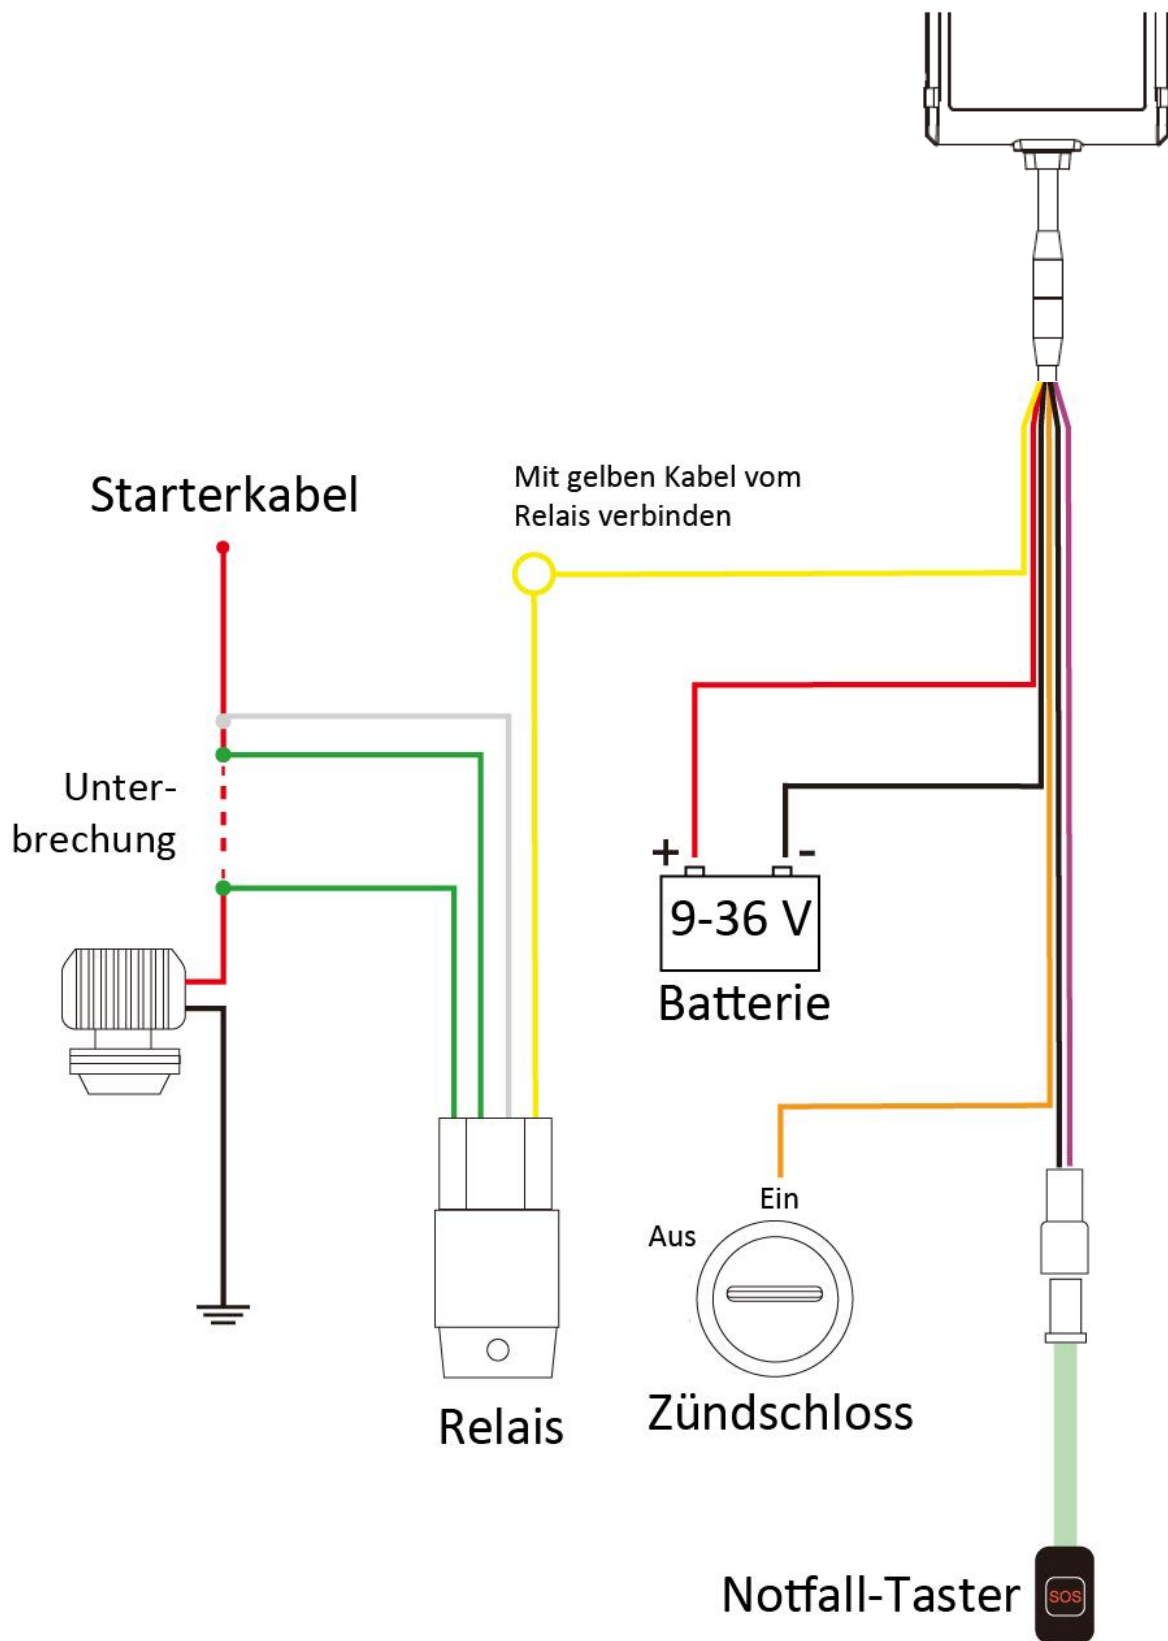 Starterkabel
Mit gelben Kabel vom
Relais verbinden
Unter-
brechung
+ -
9-36 V
Batterie
Ein
Aus
Relais
Zündschloss
Notfall-Taster
SOS